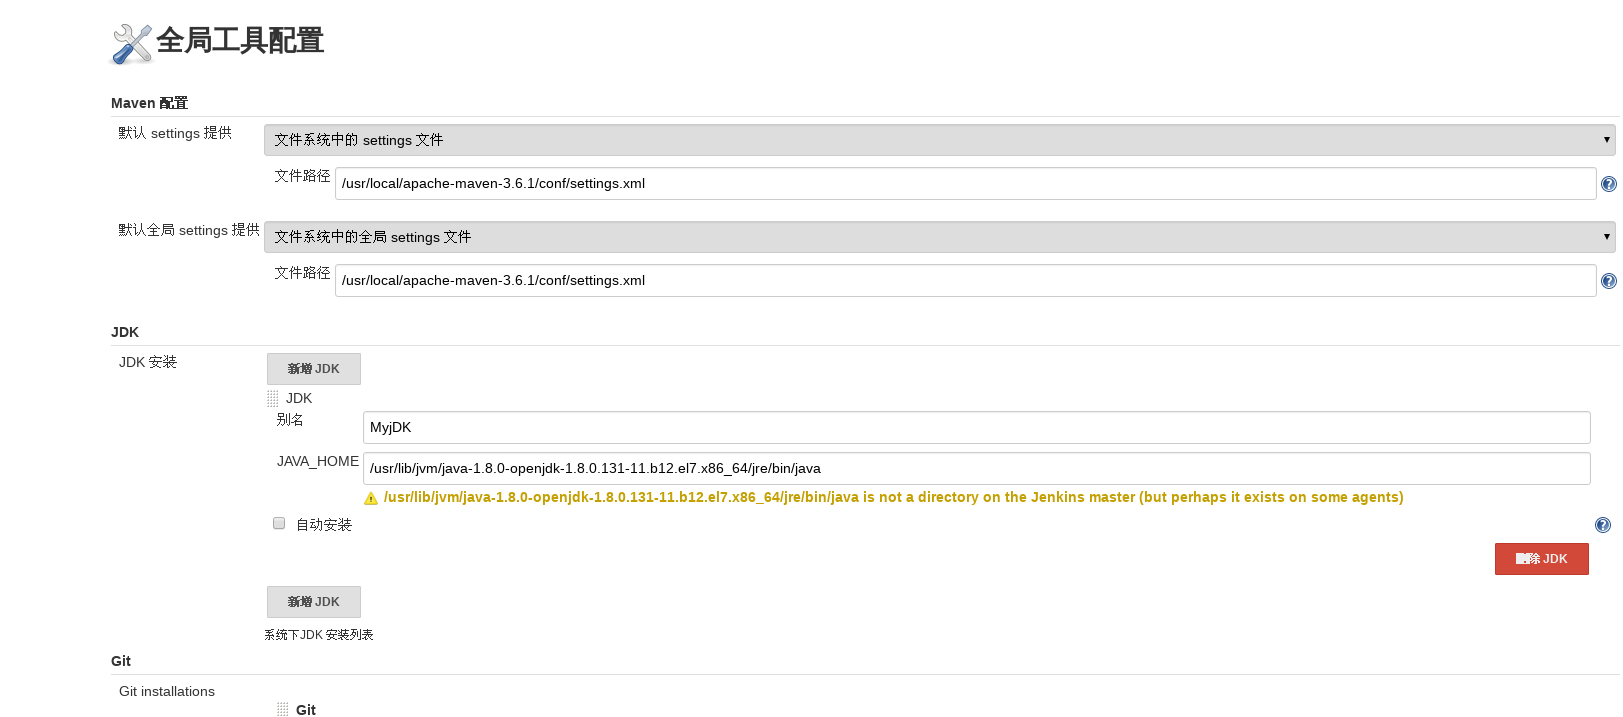 全局工具配置
Maven 配置
默认 settings 提供
文件系统中的 settings 文件
文件路径
/usr/local/apache-maven-3.6.1/conf/settings.xml
默认全局 settings 提供
文件系统中的全局 settings 文件
文件路径
/usr/local/apache-maven-3.6.1/conf/settings.xml
JDK
JDK 安装
新增 JDK
JDK
别名
MyjDK
JAVA_HOME
/usr/lib/jvm/java-1.8.0-openjdk-1.8.0.131-11.b12.el7.x86_64/jre/bin/java
/usr/lib/jvm/java-1.8.0-openjdk-1.8.0.131-11.b12.el7.x86_64/jre/bin/java is not a directory on the Jenkins master (but perhaps it exists on some agents)
自动安装
删除 JDK
新增 JDK
系统下JDK 安装列表
Git
Git installations
Git